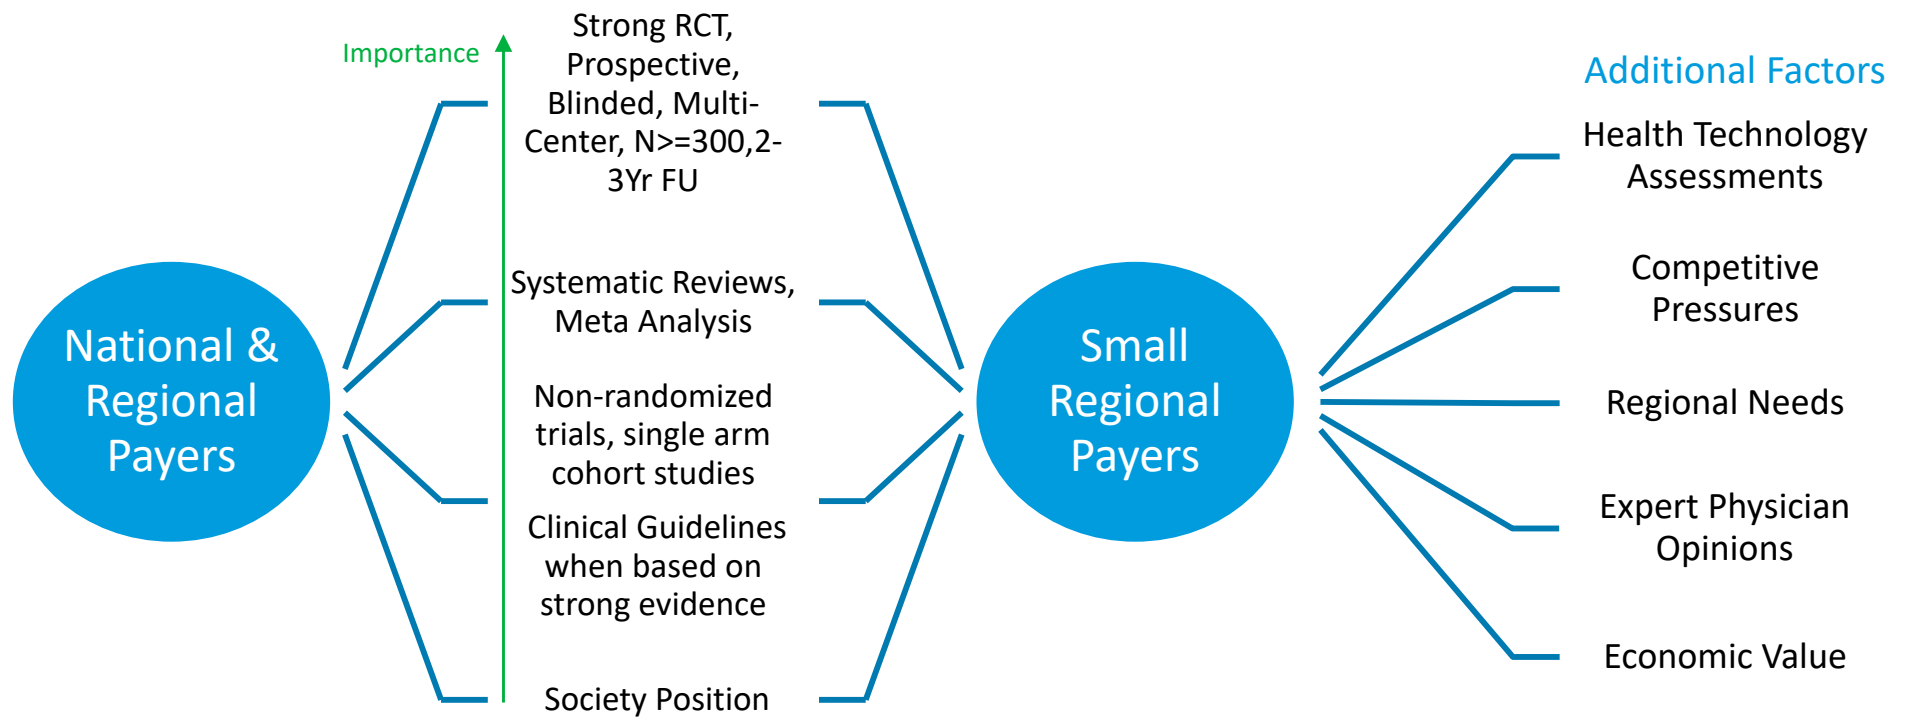 Importance
Strong RCT,
Prospective,
Blinded, Multi-
Center, N>=300,2-
3Yr FU
Systematic Reviews,
Meta Analysis
Non-randomized
trials, single arm
cohort studies
Clinical Guidelines
when based on
strong evidence
Society Position
National &
Regional
Payers
Small
Regional
Payers
Additional Factors
Health Technology
Assessments
Competitive
Pressures
Regional Needs
Expert Physician
Opinions
Economic Value